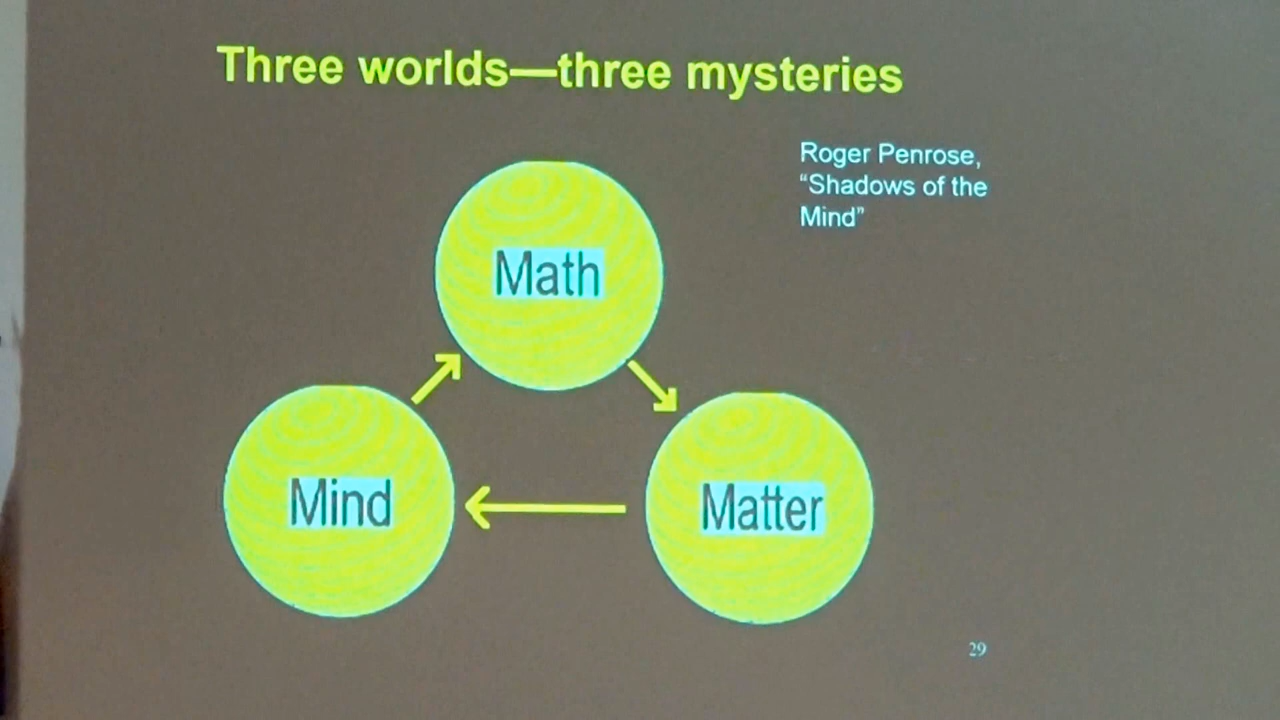 Three worlds—three mysteries
Roger Penrose,
“Shadows of the
Mind”
Math
Mind
Matter
29